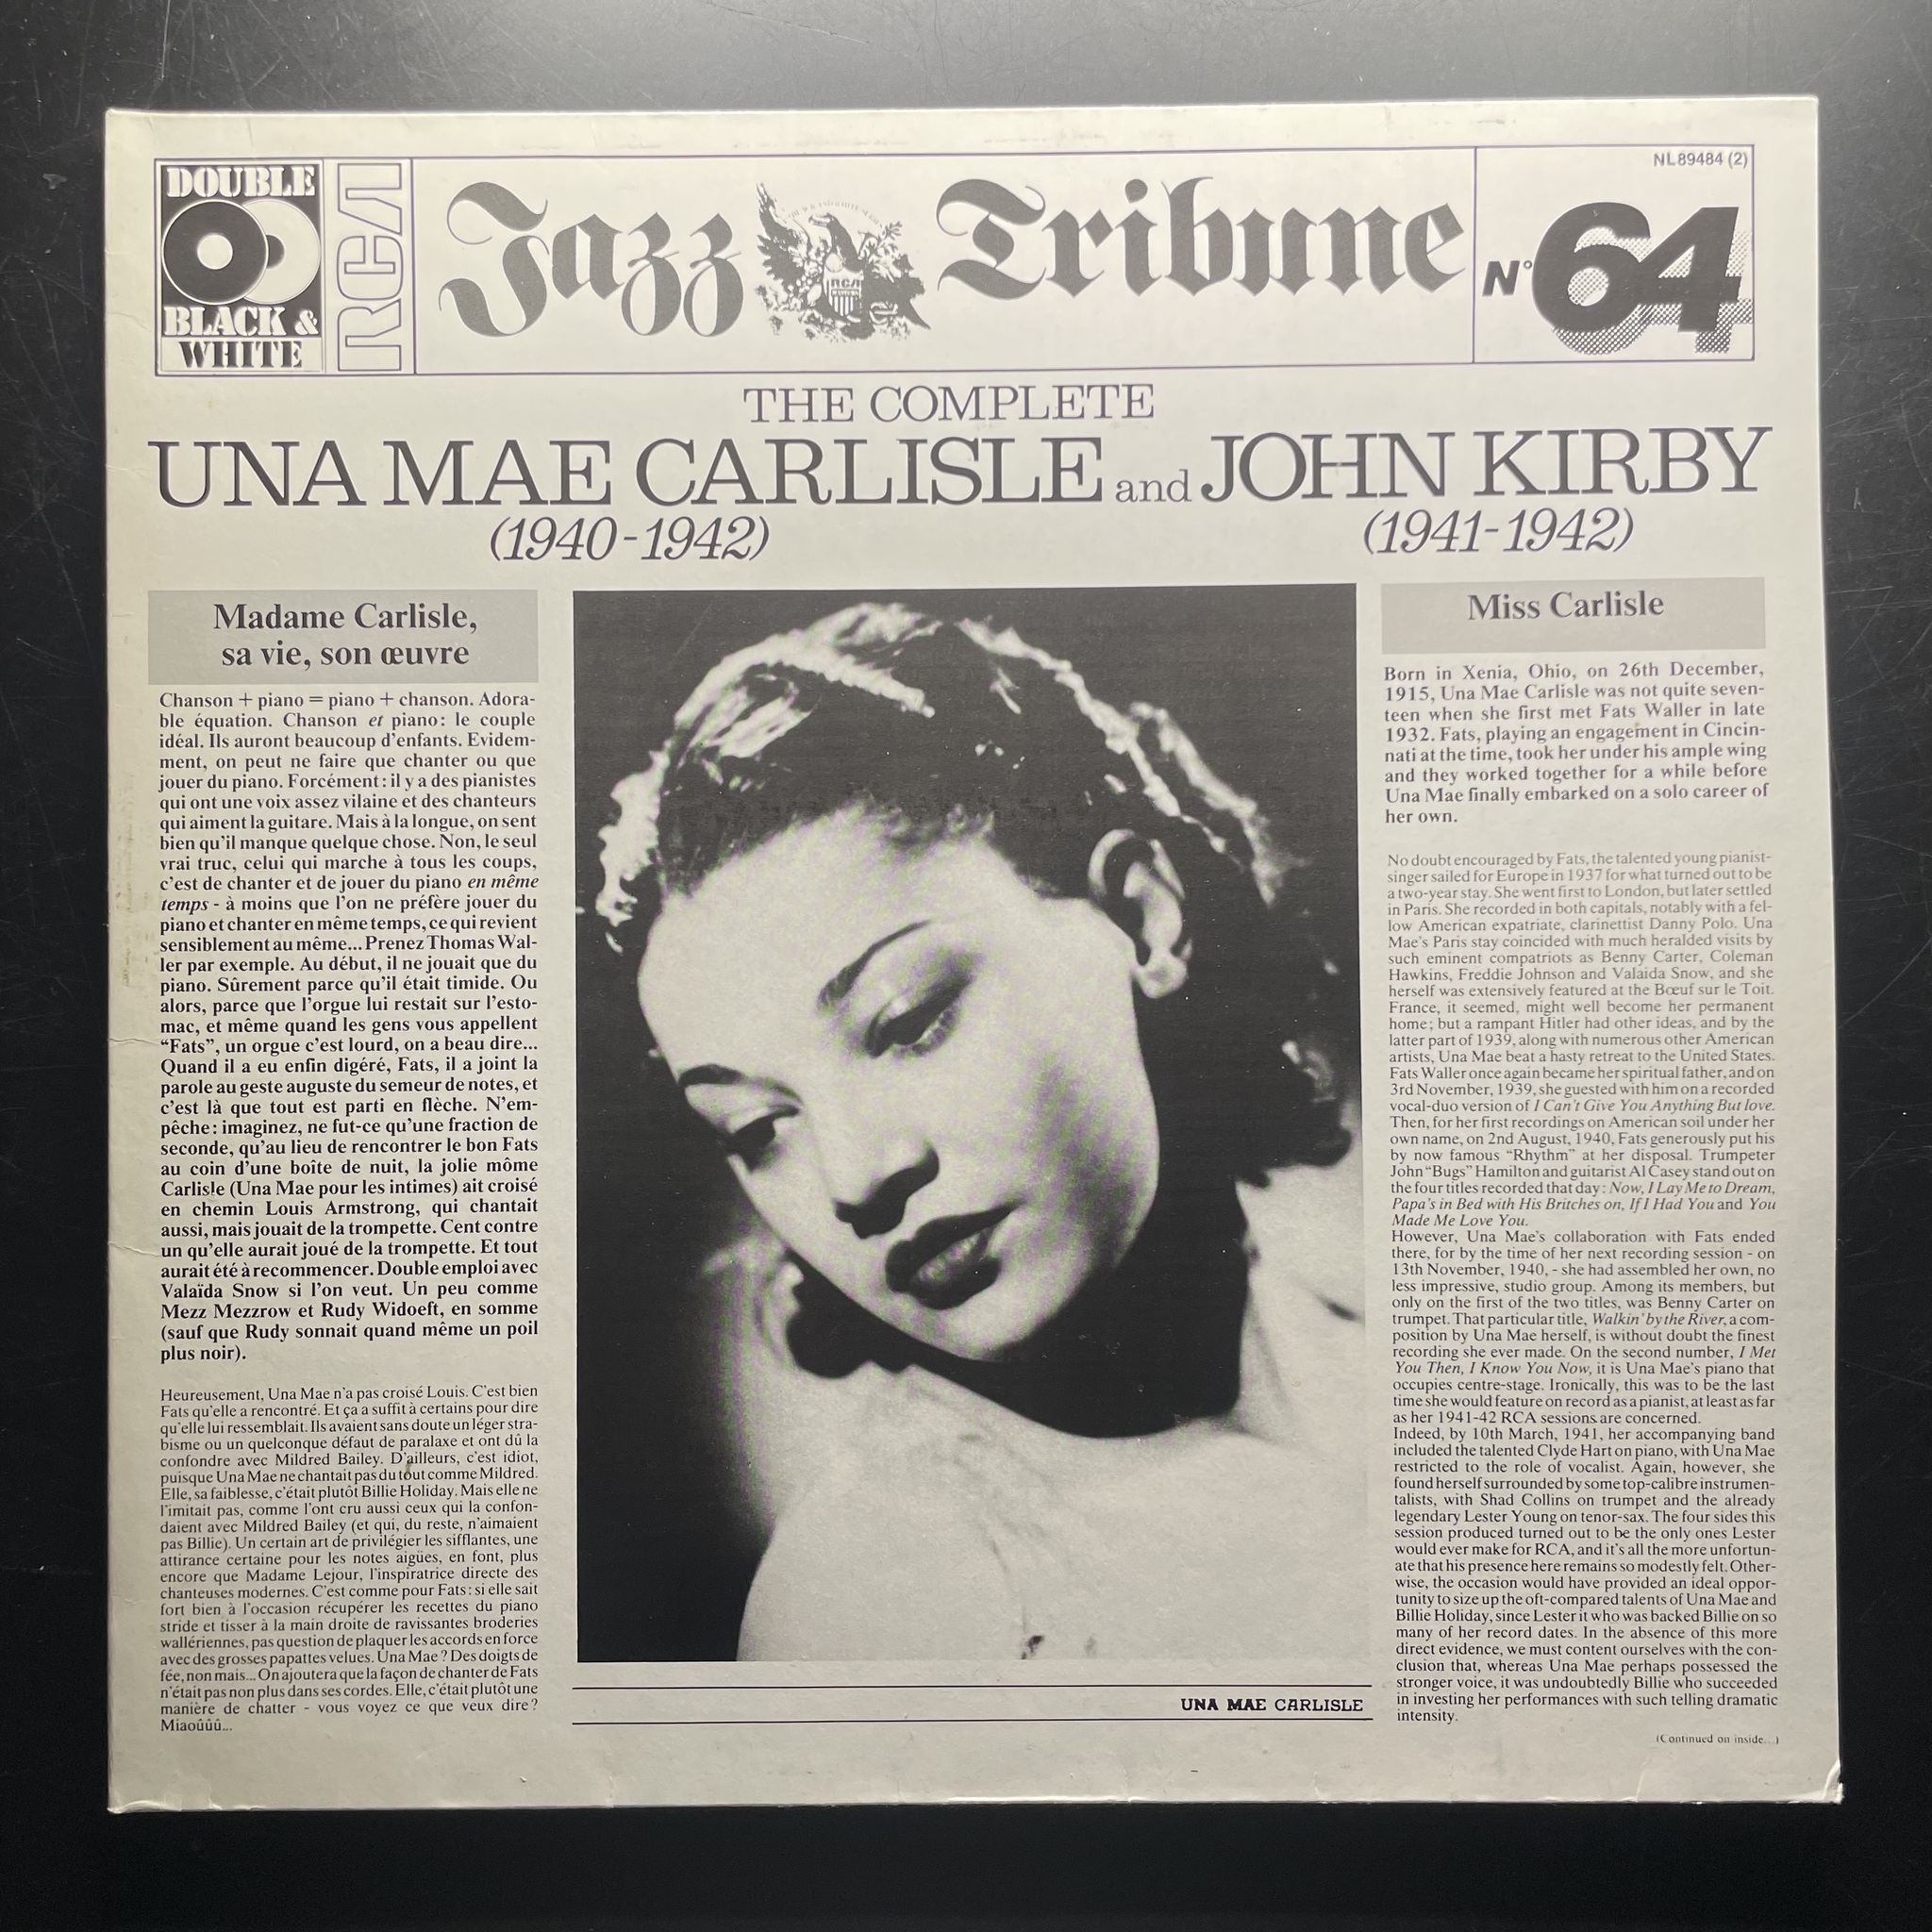 DOUBLE
BLACK &
WHITE
RCA
Jazz Tribune
RCA
NL89484 (2)
N° 64
THE COMPLETE
UNA MAE CARLISLE and JOHN KIRBY
(1940-1942) (1941-1942)
Madame Carlisle,
sa vie, son œuvre
Chanson + piano = piano + chanson. Adora-
ble équation. Chanson et piano: le couple
idéal. Ils auront beaucoup d'enfants. Evidem-
ment, on peut ne faire que chanter ou que
jouer du piano. Forcément: il y a des pianistes
qui ont une voix assez vilaine et des chanteurs
qui aiment la guitare. Mais à la longue, on sent
bien qu'il manque quelque chose. Non, le seul
vrai truc, celui qui marche à tous les coups,
c'est de chanter et de jouer du piano en même
temps - à moins que l'on ne préfère jouer du
piano et chanter en même temps, ce qui revient
sensiblement au même... Prenez Thomas Wal-
ler par exemple. Au début, il ne jouait que du
piano. Sûrement parce qu'il était timide. Ou
alors, parce que l'orgue lui restait sur l'esto-
mac, et même quand les gens vous appellent
“Fats”, un orgue c'est lourd, on a beau dire...
Quand il a eu enfin digéré, Fats, il a joint la
parole au geste auguste du semeur de notes, et
c'est là que tout est parti en flèche. N'em-
pêche: imaginez, ne fut-ce qu'une fraction de
seconde, qu'au lieu de rencontrer le bon Fats
au coin d'une boîte de nuit, la jolie môme
Carlisle (Una Mae pour les intimes) ait croisé
en chemin Louis Armstrong, qui chantait
aussi, mais jouait de la trompette. Cent contre
un qu'elle aurait joué de la trompette. Et tout
aurait été à recommencer. Double emploi avec
Valaïda Snow si l'on veut. Un peu comme
Mezz Mezzrow et Rudy Widoeft, en somme
(sauf que Rudy sonnait quand même un poil
plus noir).
Heureusement, Una Mae n'a pas croisé Louis. C'est bien
Fats qu'elle a rencontré. Et ça a suffit à certains pour dire
qu'elle lui ressemblait. Ils avaient sans doute un léger stra-
bisme ou un quelconque défaut de paralaxe et ont dû la
confondre avec Mildred Bailey. D'ailleurs, c'est idiot,
puisque Una Mae ne chantait pas du tout comme Mildred.
Elle, sa faiblesse, c'était plutôt Billie Holiday. Mais elle ne
l'imitait pas, comme l'ont cru aussi ceux qui la confon-
daient avec Mildred Bailey (et qui, du reste, n'aimaient
pas Billie). Un certain art de privilégier les sifflantes, une
attirance certaine pour les notes aigües, en font, plus
encore que Madame Lejour, l'inspiratrice directe des
chanteuses modernes. C'est comme pour Fats: si elle sait
fort bien à l'occasion récupérer les recettes du piano
stride et tisser à la main droite de ravissantes broderies
wallériennes, pas question de plaquer les accords en force
avec des grosses papattes velues. Una Mae? Des doigts de
fée, non mais... On ajoutera que la façon de chanter de Fats
n'était pas non plus dans ses cordes. Elle, c'était plutôt une
manière de chatter - vous voyez ce que veux dire?
Miaoûûû...
UNA MAE CARLISLE
Miss Carlisle
Born in Xenia, Ohio, on 26th December,
1915, Una Mae Carlisle was not quite seven-
teen when she first met Fats Waller in late
1932. Fats, playing an engagement in Cincin-
nati at the time, took her under his ample wing
and they worked together for a while before
Una Mae finally embarked on a solo career of
her own.
No doubt encouraged by Fats, the talented young pianist-
singer sailed for Europe in 1937 for what turned out to be
a two-year stay. She went first to London, but later settled
in Paris. She recorded in both capitals, notably with a fel-
low American expatriate, clarinettist Danny Polo. Una
Mae's Paris stay coincided with much heralded visits by
such eminent compatriots as Benny Carter, Coleman
Hawkins, Freddie Johnson and Valaida Snow, and she
herself was extensively featured at the Bœuf sur le Toit.
France, it seemed, might well become her permanent
home; but a rampant Hitler had other ideas, and by the
latter part of 1939, along with numerous other American
artists, Una Mae beat a hasty retreat to the United States.
Fats Waller once again became her spiritual father, and on
3rd November, 1939, she guested with him on a recorded
vocal-duo version of I Can't Give You Anything But love.
Then, for her first recordings on American soil under her
own name, on 2nd August, 1940, Fats generously put his
by now famous “Rhythm” at her disposal. Trumpeter
John “Bugs” Hamilton and guitarist Al Casey stand out on
the four titles recorded that day: Now, I Lay Me to Dream,
Papa's in Bed with His Britches on, If I Had You and You
Made Me Love You.
However, Una Mae's collaboration with Fats ended
there, for by the time of her next recording session - on
13th November, 1940, - she had assembled her own, no
less impressive, studio group. Among its members, but
only on the first of the two titles, was Benny Carter on
trumpet. That particular title, Walkin' by the River, a com-
position by Una Mae herself, is without doubt the finest
recording she ever made. On the second number, I Met
You Then, I Know You Now, it is Una Mae's piano that
occupies centre-stage. Ironically, this was to be the last
time she would feature on record as a pianist, at least as far
as her 1941-42 RCA sessions are concerned.
Indeed, by 10th March, 1941, her accompanying band
included the talented Clyde Hart on piano, with Una Mae
restricted to the role of vocalist. Again, however, she
found herself surrounded by some top-calibre instrumen-
talists, with Shad Collins on trumpet and the already
legendary Lester Young on tenor-sax. The four sides this
session produced turned out to be the only ones Lester
would ever make for RCA, and it's all the more unfortun-
ate that his presence here remains so modestly felt. Other-
wise, the occasion would have provided an ideal oppor-
tunity to size up the oft-compared talents of Una Mae and
Billie Holiday, since Lester it who was backed Billie on so
many of her record dates. In the absence of this more
direct evidence, we must content ourselves with the con-
clusion that, whereas Una Mae perhaps possessed the
stronger voice, it was undoubtedly Billie who succeeded
in investing her performances with such telling dramatic
intensity.
(Continued on inside...)